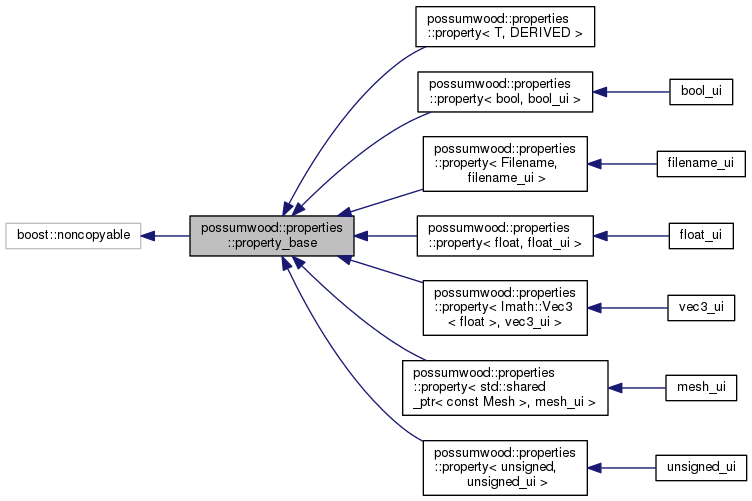 possumwood::properties
::property< T, DERIVED >
possumwood::properties
::property< bool, bool_ui >
bool_ui
possumwood::properties
::property< Filename,
filename_ui >
filename_ui
boost::noncopyable
possumwood::properties
::property_base
possumwood::properties
::property< float, float_ui >
float_ui
possumwood::properties
::property< Imath::Vec3
< float >, vec3_ui >
vec3_ui
possumwood::properties
::property< std::shared
_ptr< const Mesh >, mesh_ui >
mesh_ui
possumwood::properties
::property< unsigned,
unsigned_ui >
unsigned_ui